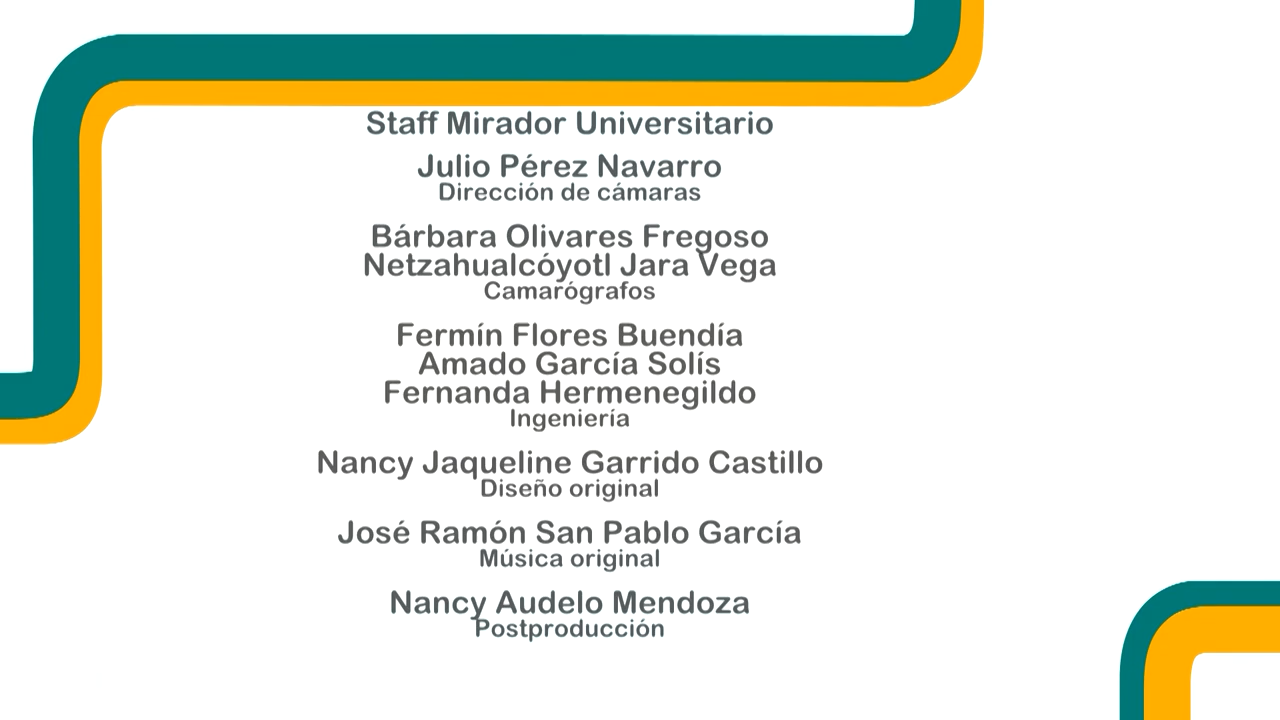 Staff Mirador Universitario
Julio Pérez Navarro
Dirección de cámaras
Bárbara Olivares Fregoso
Netzahualcóyotl Jara Vega
Camarógrafos
Fermín Flores Buendía
Amado García Solís
Fernanda Hermenegildo
Ingeniería
Nancy Jaqueline Garrido Castillo
Diseño original
José Ramón San Pablo García
Música original
Nancy Audelo Mendoza
Postproducción